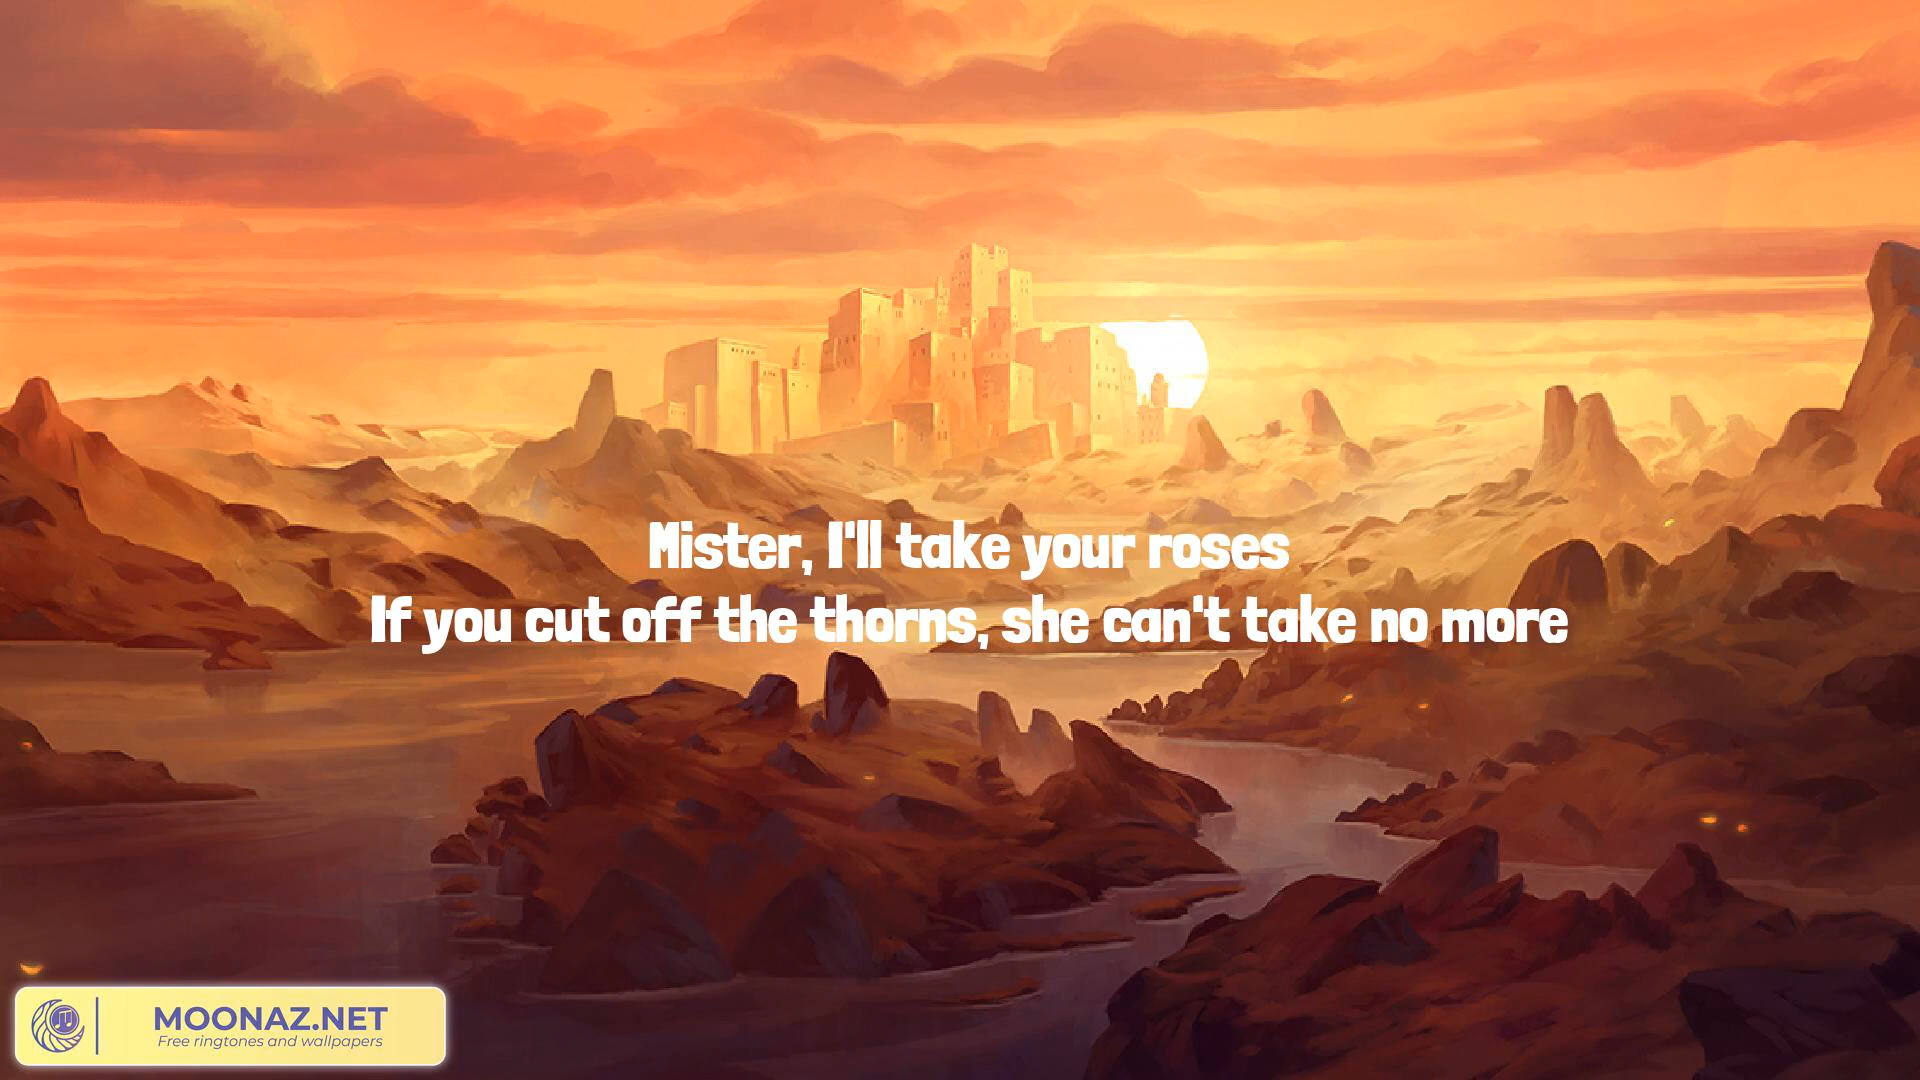 Mister, I'll take your roses
If you cut off the thorns, she can't take no more
MOONAZ.NET
Free ringtones and wallpapers